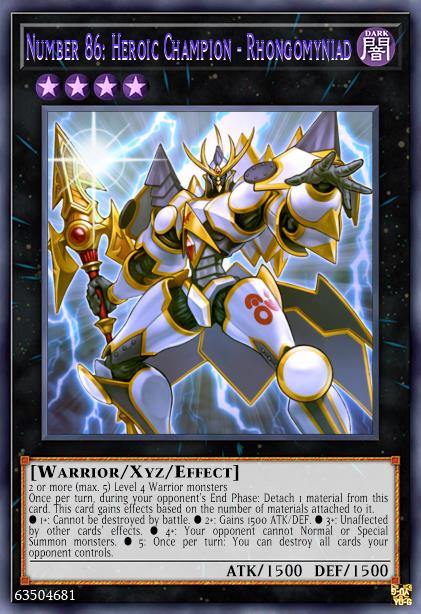 Number 86: Heroic Champion - Rhongomyniad
DARK
闇
86
[Warrior/Xyz/Effect]
2 or more (max. 5) Level 4 Warrior monsters
Once per turn, during your opponent's End Phase: Detach 1 material from this
card. This card gains effects based on the number of materials attached to it.
● 1+: Cannot be destroyed by battle. ● 2+: Gains 1500 ATK/DEF. ● 3+: Unaffected
by other cards' effects. ● 4+: Your opponent cannot Normal or Special
Summon monsters. ● 5: Once per turn: You can destroy all cards your
opponent controls.
ATK/1500 DEF/1500
63504681